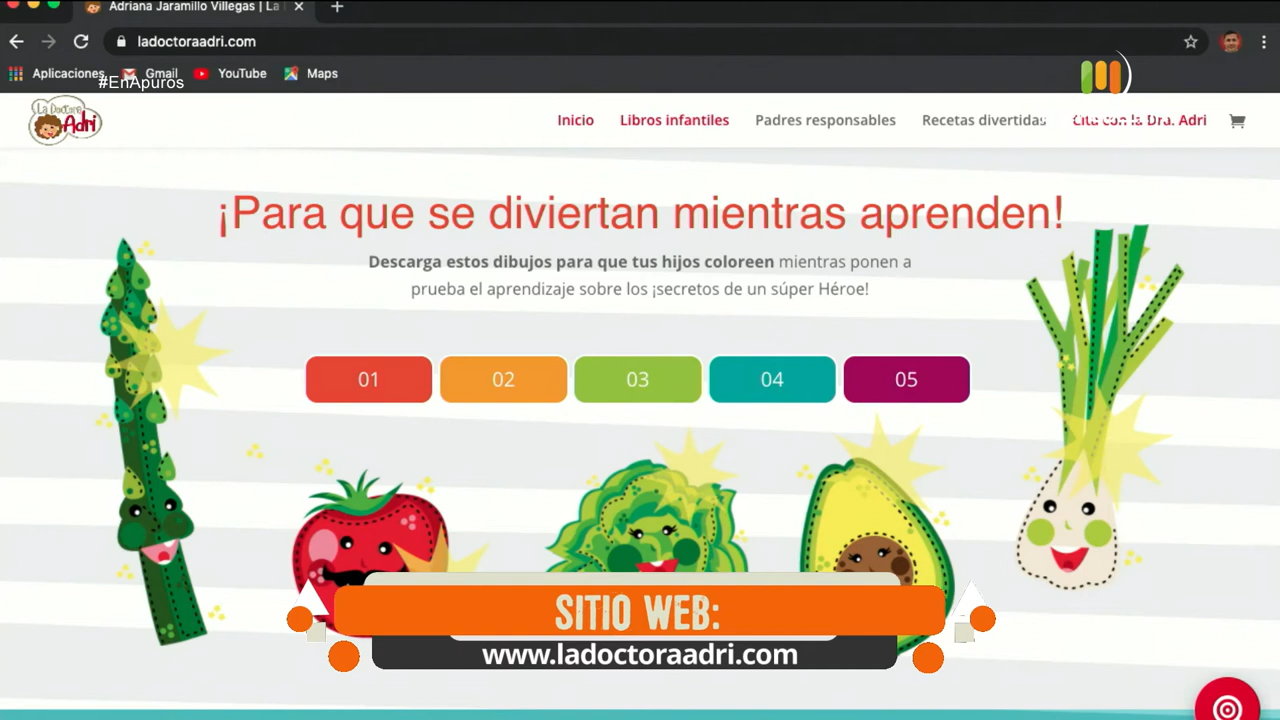 Adriana Jaramillo Villegas | La
ladoctoraadri.com
Aplicaciones
Gmail
YouTube
Maps
#EnApuros
La Doctora
Adri
Inicio
Libros infantiles
Padres responsables
Recetas divertidas
Cita con la Dra. Adri
¡Para que se diviertan mientras aprenden!
Descarga estos dibujos para que tus hijos coloreen mientras ponen a
prueba el aprendizaje sobre los ¡secretos de un súper Héroe!
01
02
03
04
05
SITIO WEB:
www.ladoctoraadri.com